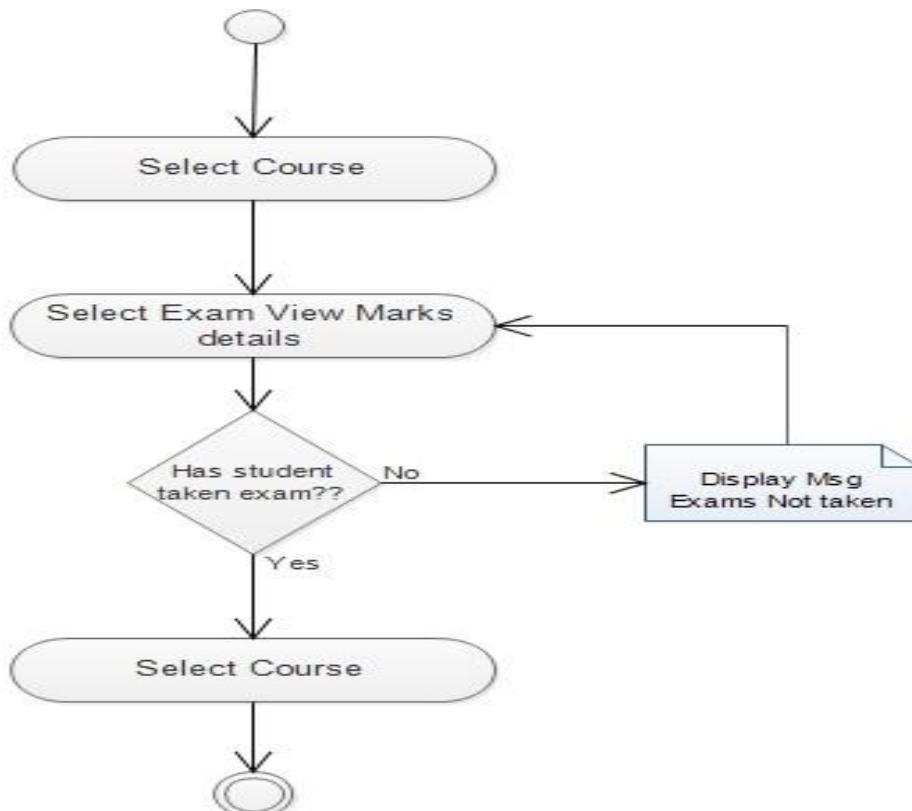 Select Course
Select Exam View Marks
details
Has student
taken exam??
No
Display Msg
Exams Not taken
Yes
Select Course